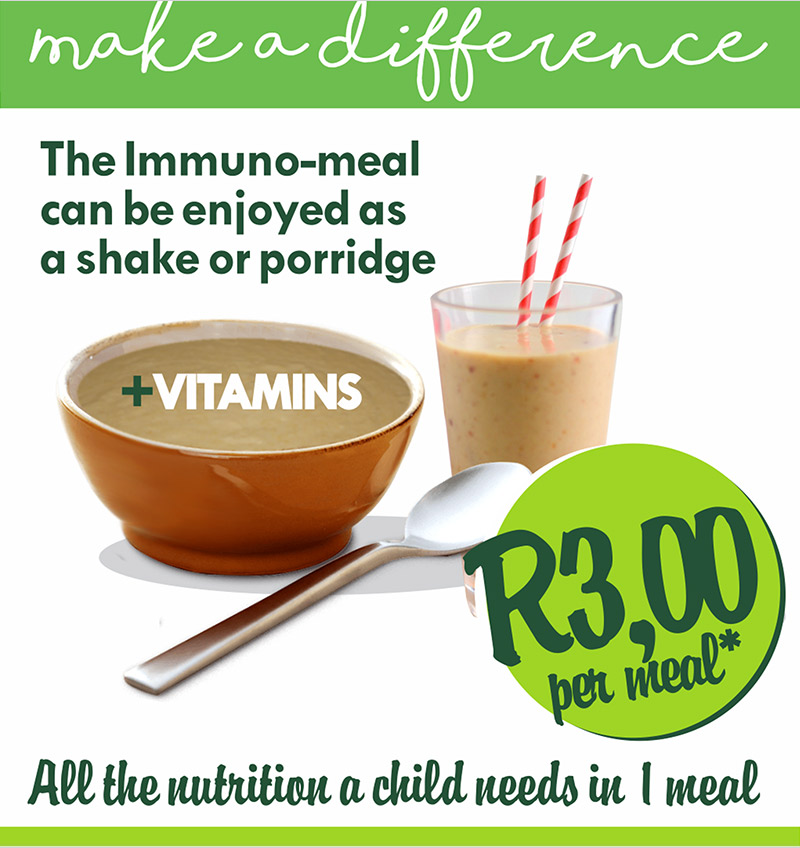 make a difference
The Immuno-meal
can be enjoyed as
a shake or porridge
+VITAMINS
R3,00
per meal*
All the nutrition a child needs in 1 meal